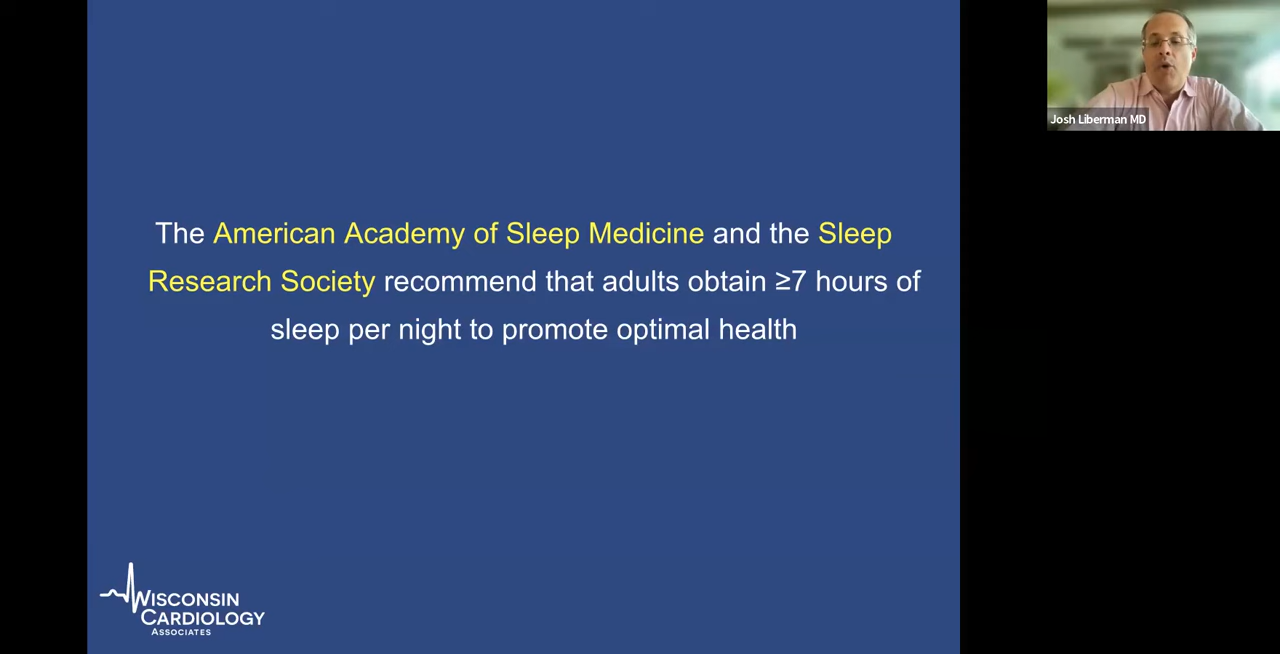 Josh Liberman MD
The American Academy of Sleep Medicine and the Sleep
Research Society recommend that adults obtain ≥7 hours of
sleep per night to promote optimal health
WISCONSIN
CARDIOLOGY
ASSOCIATES